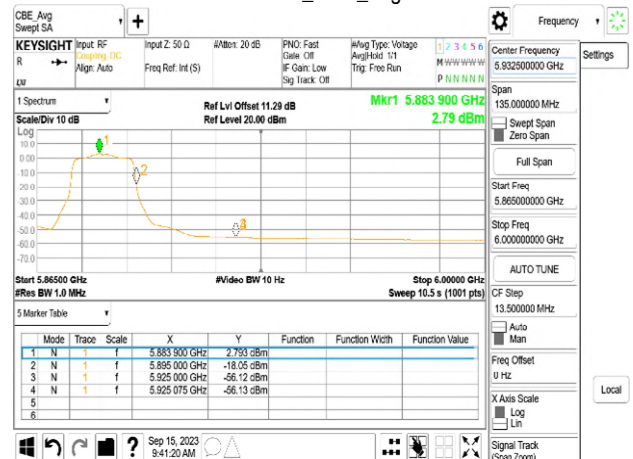 CBE_Avg
Swept SA
Frequency
KEYSIGHT
R
Input: RF
Coupling: DC
Align: Auto
Input Z: 50 Ω
Freq Ref: Int (S)
#Atten: 20 dB
PNO: Fast
Gate: Off
IF Gain: Low
Sig Track: Off
#Avg Type: Voltage
Avg|Hold: 1/1
Trig: Free Run
1 2 3 4 5 6
M W W W W W
P N N N N N
1 Spectrum
Scale/Div 10 dB
Ref Lvl Offset 11.29 dB
Ref Level 20.00 dBm
Mkr1 5.883 900 GHz
2.79 dBm
Log
10.0
0.00
-10.0
-20.0
-30.0
-40.0
-50.0
-60.0
-70.0
1
2
Start 5.86500 GHz
#Res BW 1.0 MHz
#Video BW 10 Hz
Stop 6.00000 GHz
Sweep 10.5 s (1001 pts)
5 Marker Table
Mode Trace Scale X Y Function Function Width Function Value
1 N 1 f 5.883 900 GHz 2.793 dBm
2 N 1 f 5.895 000 GHz -18.05 dBm
3 N 1 f 5.925 000 GHz -56.12 dBm
4 N 1 f 5.925 075 GHz -56.13 dBm
5
6
Sep 15, 2023
9:41:20 AM
Center Frequency
5.932500000 GHz
Span
135.000000 MHz
Swept Span
Zero Span
Full Span
Start Freq
5.865000000 GHz
Stop Freq
6.000000000 GHz
AUTO TUNE
CF Step
13.500000 MHz
Auto
Man
Freq Offset
0 Hz
X Axis Scale
Log
Lin
Signal Track
(Span Zoom)
Settings
Local